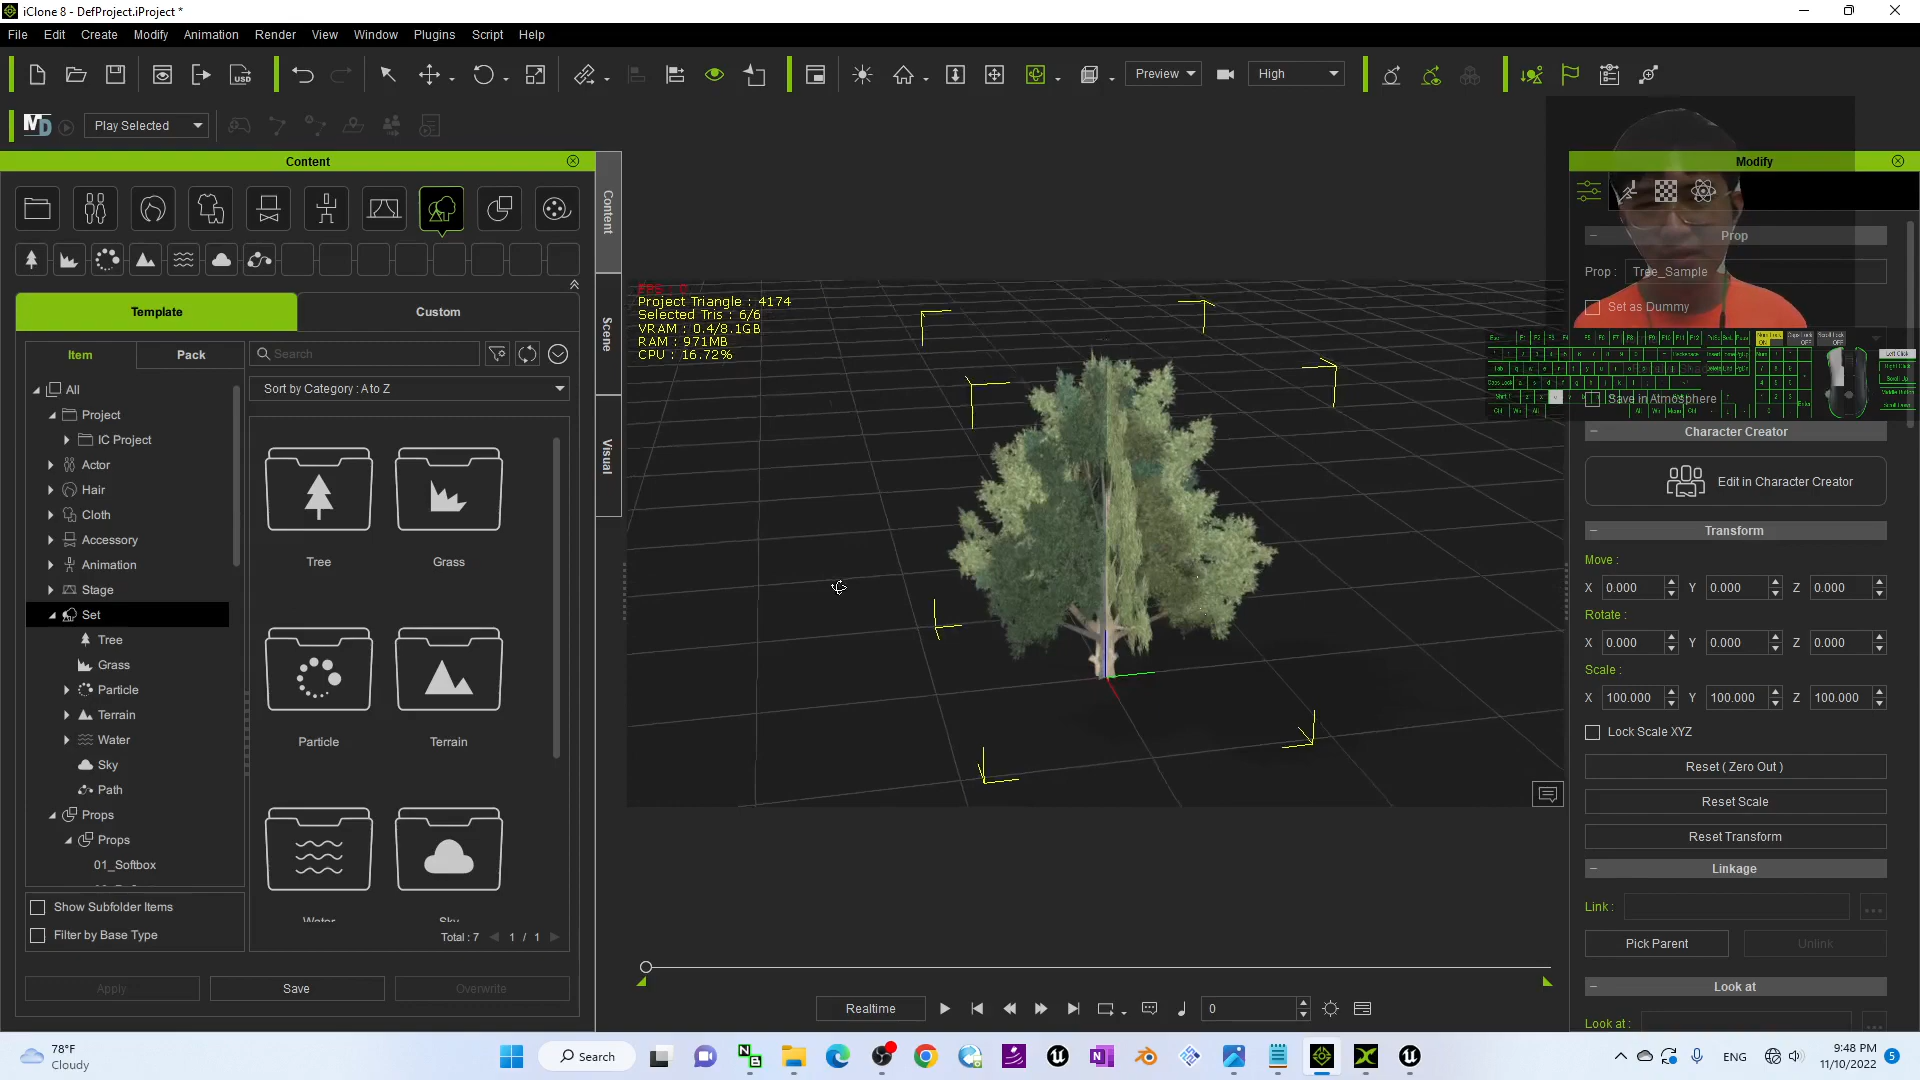 iClone 8 - DefProject.iProject *
File Edit Create Modify Animation Render View Window Plugins Script Help
USD
Preview
High
MD
Play Selected
Content
Modify
Content
Scene
Visual
Template
Custom
Item
Pack
Search
Sort by Category : A to Z
All
Project
IC Project
Actor
Hair
Cloth
Accessory
Animation
Stage
Set
Tree
Grass
Particle
Terrain
Water
Sky
Path
Props
Props
01_Softbox
Tree
Grass
Particle
Terrain
Water
Sky
Show Subfolder Items
Filter by Base Type
Total : 7
1 / 1
Apply
Save
Overwrite
FPS : 0
Project Triangle : 4174
Selected Tris : 6/6
VRAM : 0.4/8.1GB
RAM : 971MB
CPU : 16.72%
Prop
Prop : Tree_Sample
Set as Dummy
Save in Atmosphere
Character Creator
Edit in Character Creator
Transform
Move :
X 0.000 Y 0.000 Z 0.000
Rotate :
X 0.000 Y 0.000 Z 0.000
Scale :
X 100.000 Y 100.000 Z 100.000
Lock Scale XYZ
Reset ( Zero Out )
Reset Scale
Reset Transform
Linkage
Link :
...
Pick Parent
Unlink
Look at
Look at :
...
Realtime
0
78°F
Cloudy
Search
ENG
9:48 PM
11/10/2022
5